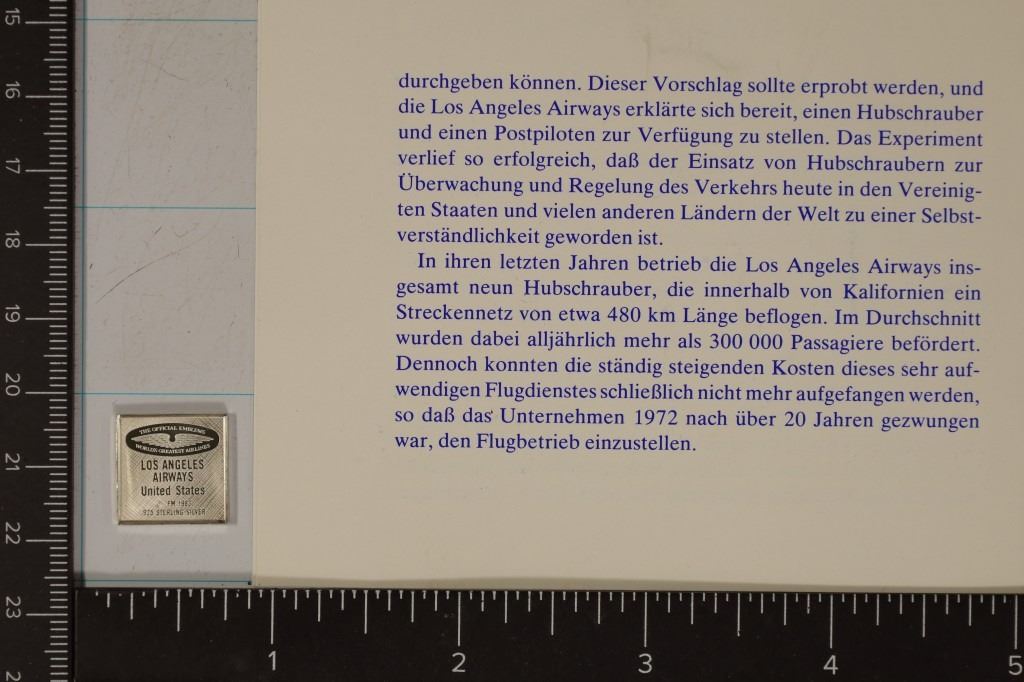 durchgeben können. Dieser Vorschlag sollte erprobt werden, und
die Los Angeles Airways erklärte sich bereit, einen Hubschrauber
und einen Postpiloten zur Verfügung zu stellen. Das Experiment
verlief so erfolgreich, daß der Einsatz von Hubschraubern zur
Überwachung und Regelung des Verkehrs heute in den Vereinig-
ten Staaten und vielen anderen Ländern der Welt zu einer Selbst-
verständlichkeit geworden ist.
In ihren letzten Jahren betrieb die Los Angeles Airways ins-
gesamt neun Hubschrauber, die innerhalb von Kalifornien ein
Streckennetz von etwa 480 km Länge beflogen. Im Durchschnitt
wurden dabei alljährlich mehr als 300 000 Passagiere befördert.
Dennoch konnten die ständig steigenden Kosten dieses sehr auf-
wendigen Flugdienstes schließlich nicht mehr aufgefangen werden,
so daß das Unternehmen 1972 nach über 20 Jahren gezwungen
war, den Flugbetrieb einzustellen.
THE OFFICIAL EMBLEMS
WORLDS GREATEST AIRLINES
LOS ANGELES
AIRWAYS
United States
FM
925 STERLING SILVER
15
16
17
18
19
20
21
22
23
1 2 3 4 5